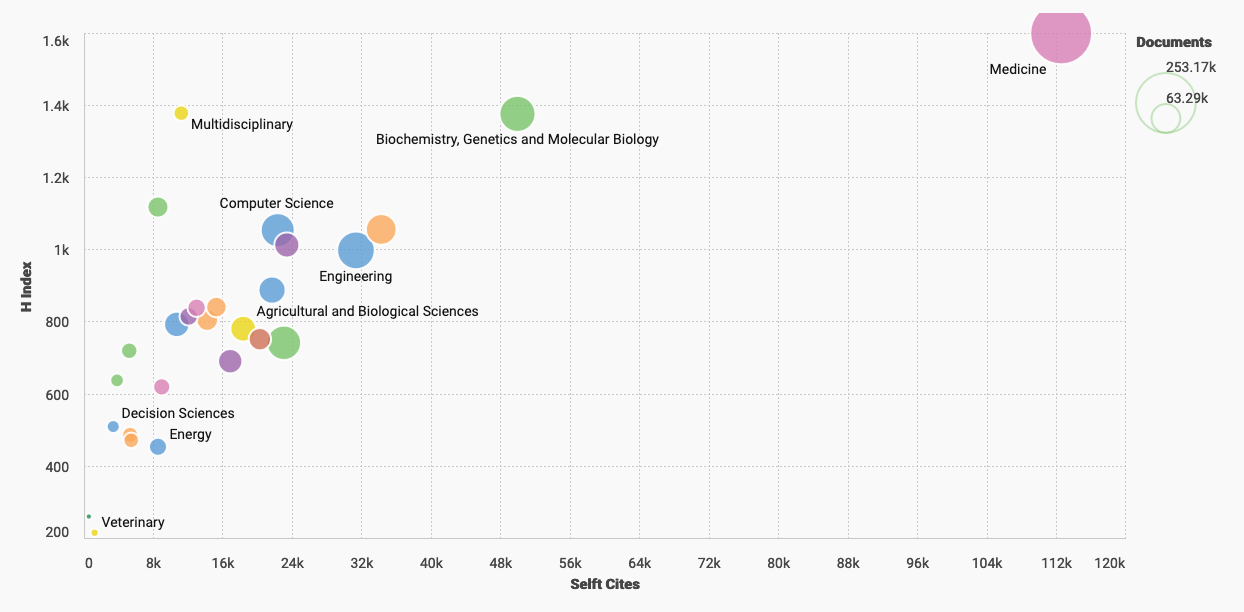 1.6k
Documents
253.17k
Medicine
63.29k
1.4k
Multidisciplinary
Biochemistry, Genetics and Molecular Biology
1.2k
Computer Science
1k
Engineering
H Index
Agricultural and Biological Sciences
800
600
Decision Sciences
Energy
400
Veterinary
200
0 8k 16k 24k 32k 40k 48k 56k 64k 72k 80k 88k 96k 104k 112k 120k
Selft Cites